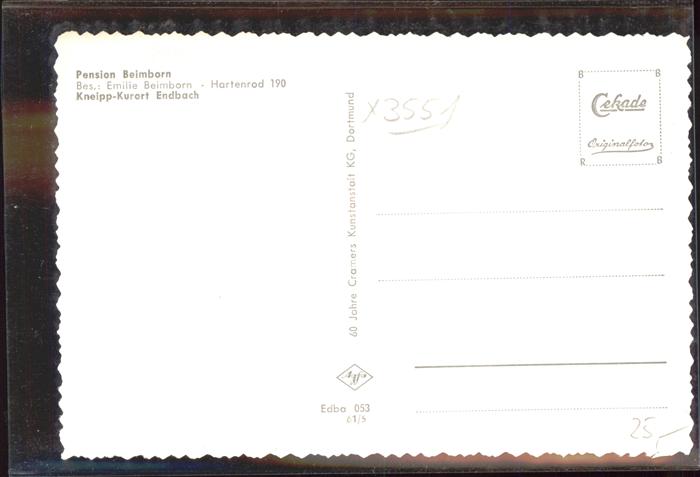 Pension Beimborn
Bes.: Emilie Beimborn - Hartenrod 190
Kneipp-Kurort Endbach
60 Jahre Cramers Kunstanstalt KG, Dortmund
X3551
B B
Cekade
Originalfoto
R B
Agfa
Edba 053
61/5
25,-